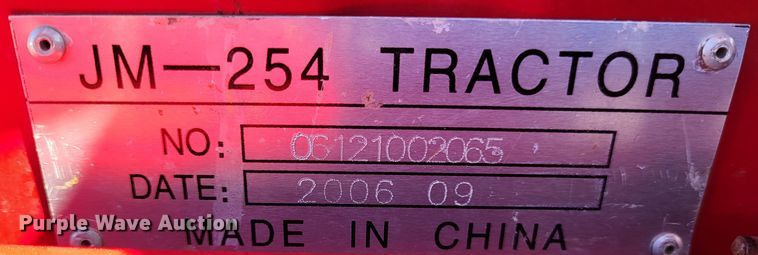 JM-254 TRACTOR
NO: 06121002065
DATE: 2006 09
Purple Wave Auction
MADE IN CHINA